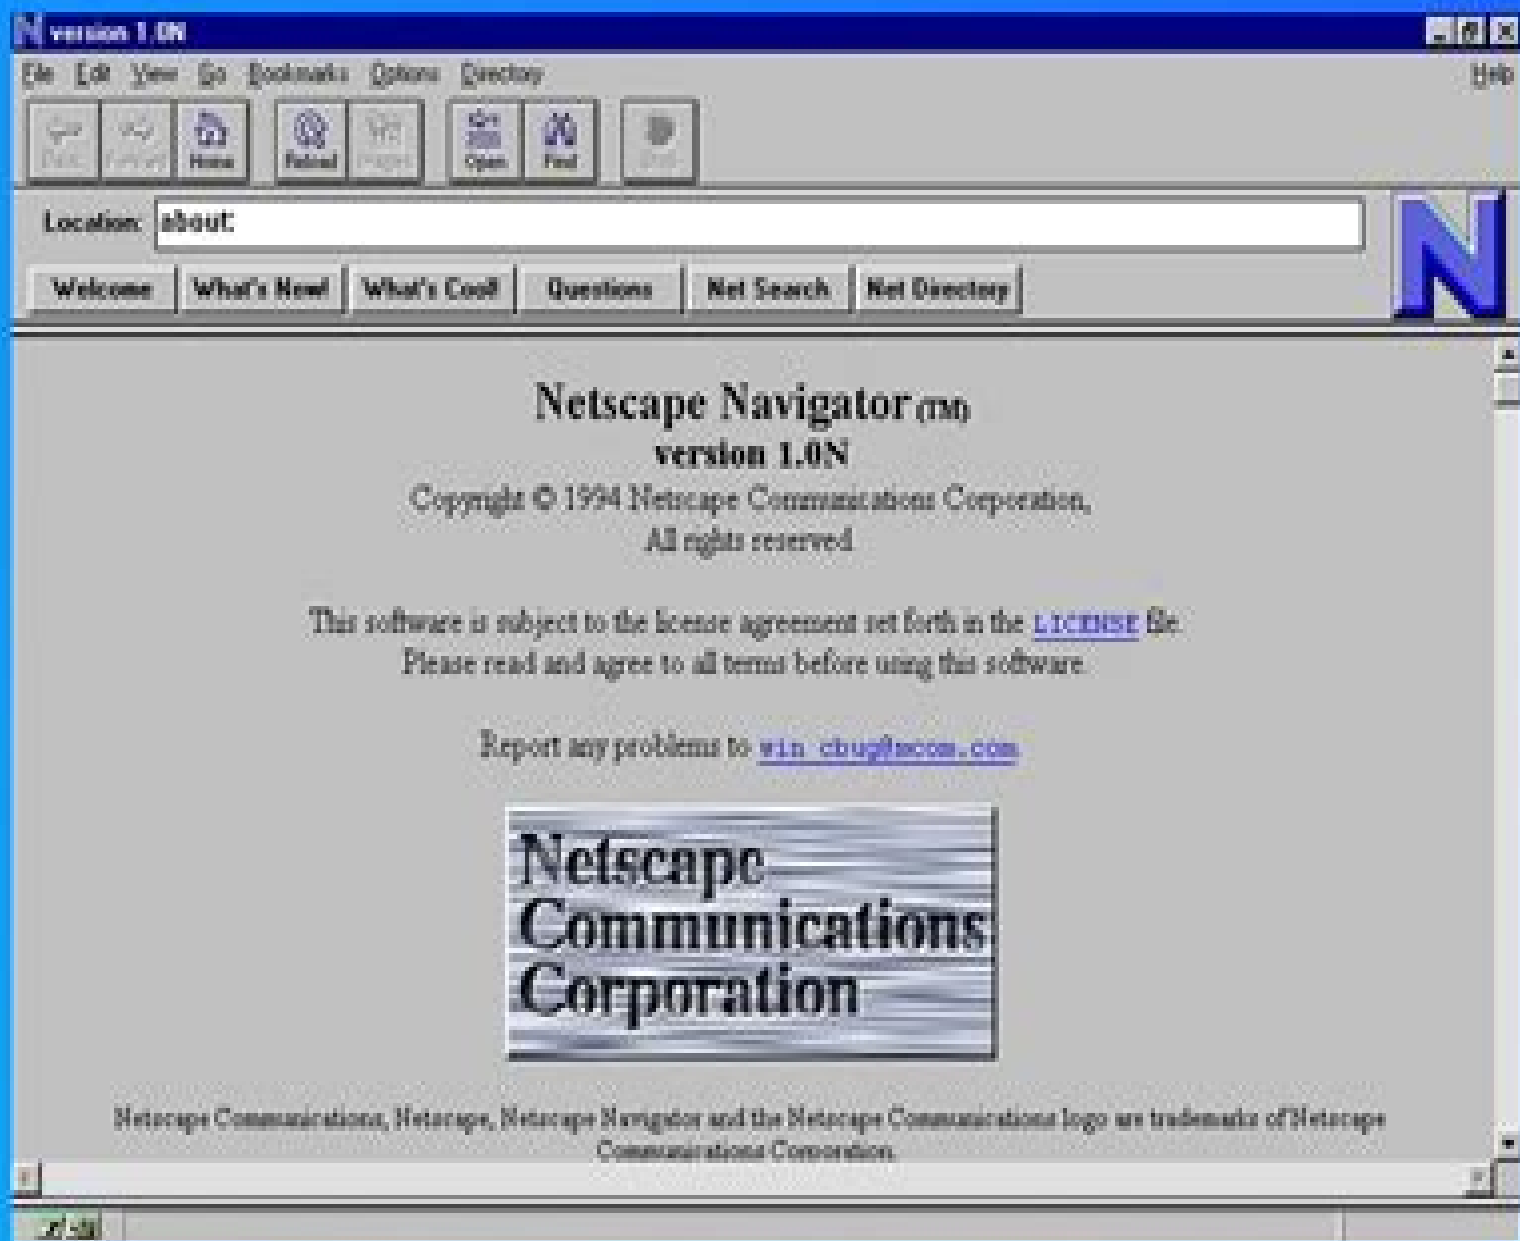 version 1.0N
File Edit View Go Bookmarks Options Directory Help
Home Reload Images Open Find
Location: about:
Welcome What's New! What's Cool! Questions Net Search Net Directory
N
Netscape Navigator (TM)
version 1.0N
Copyright © 1994 Netscape Communications Corporation,
All rights reserved.
This software is subject to the license agreement set forth in the LICENSE file.
Please read and agree to all terms before using this software.
Report any problems to win_cbug@mcom.com
Netscape
Communications
Corporation
Netscape Communications, Netscape, Netscape Navigator and the Netscape Communications logo are trademarks of Netscape
Communications Corporation.